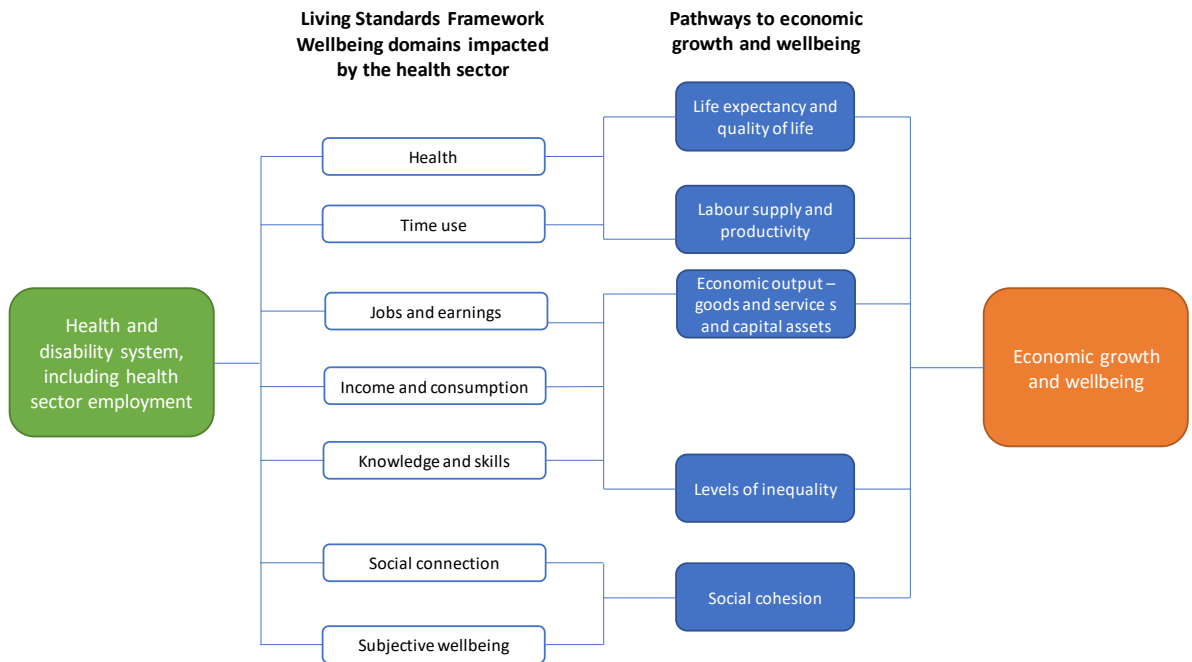 Living Standards Framework
Wellbeing domains impacted
by the health sector
Pathways to economic
growth and wellbeing
Health and
disability system,
including health
sector employment
Health
Time use
Jobs and earnings
Income and consumption
Knowledge and skills
Social connection
Subjective wellbeing
Life expectancy and
quality of life
Labour supply and
productivity
Economic output –
goods and service s
and capital assets
Levels of inequality
Social cohesion
Economic growth
and wellbeing